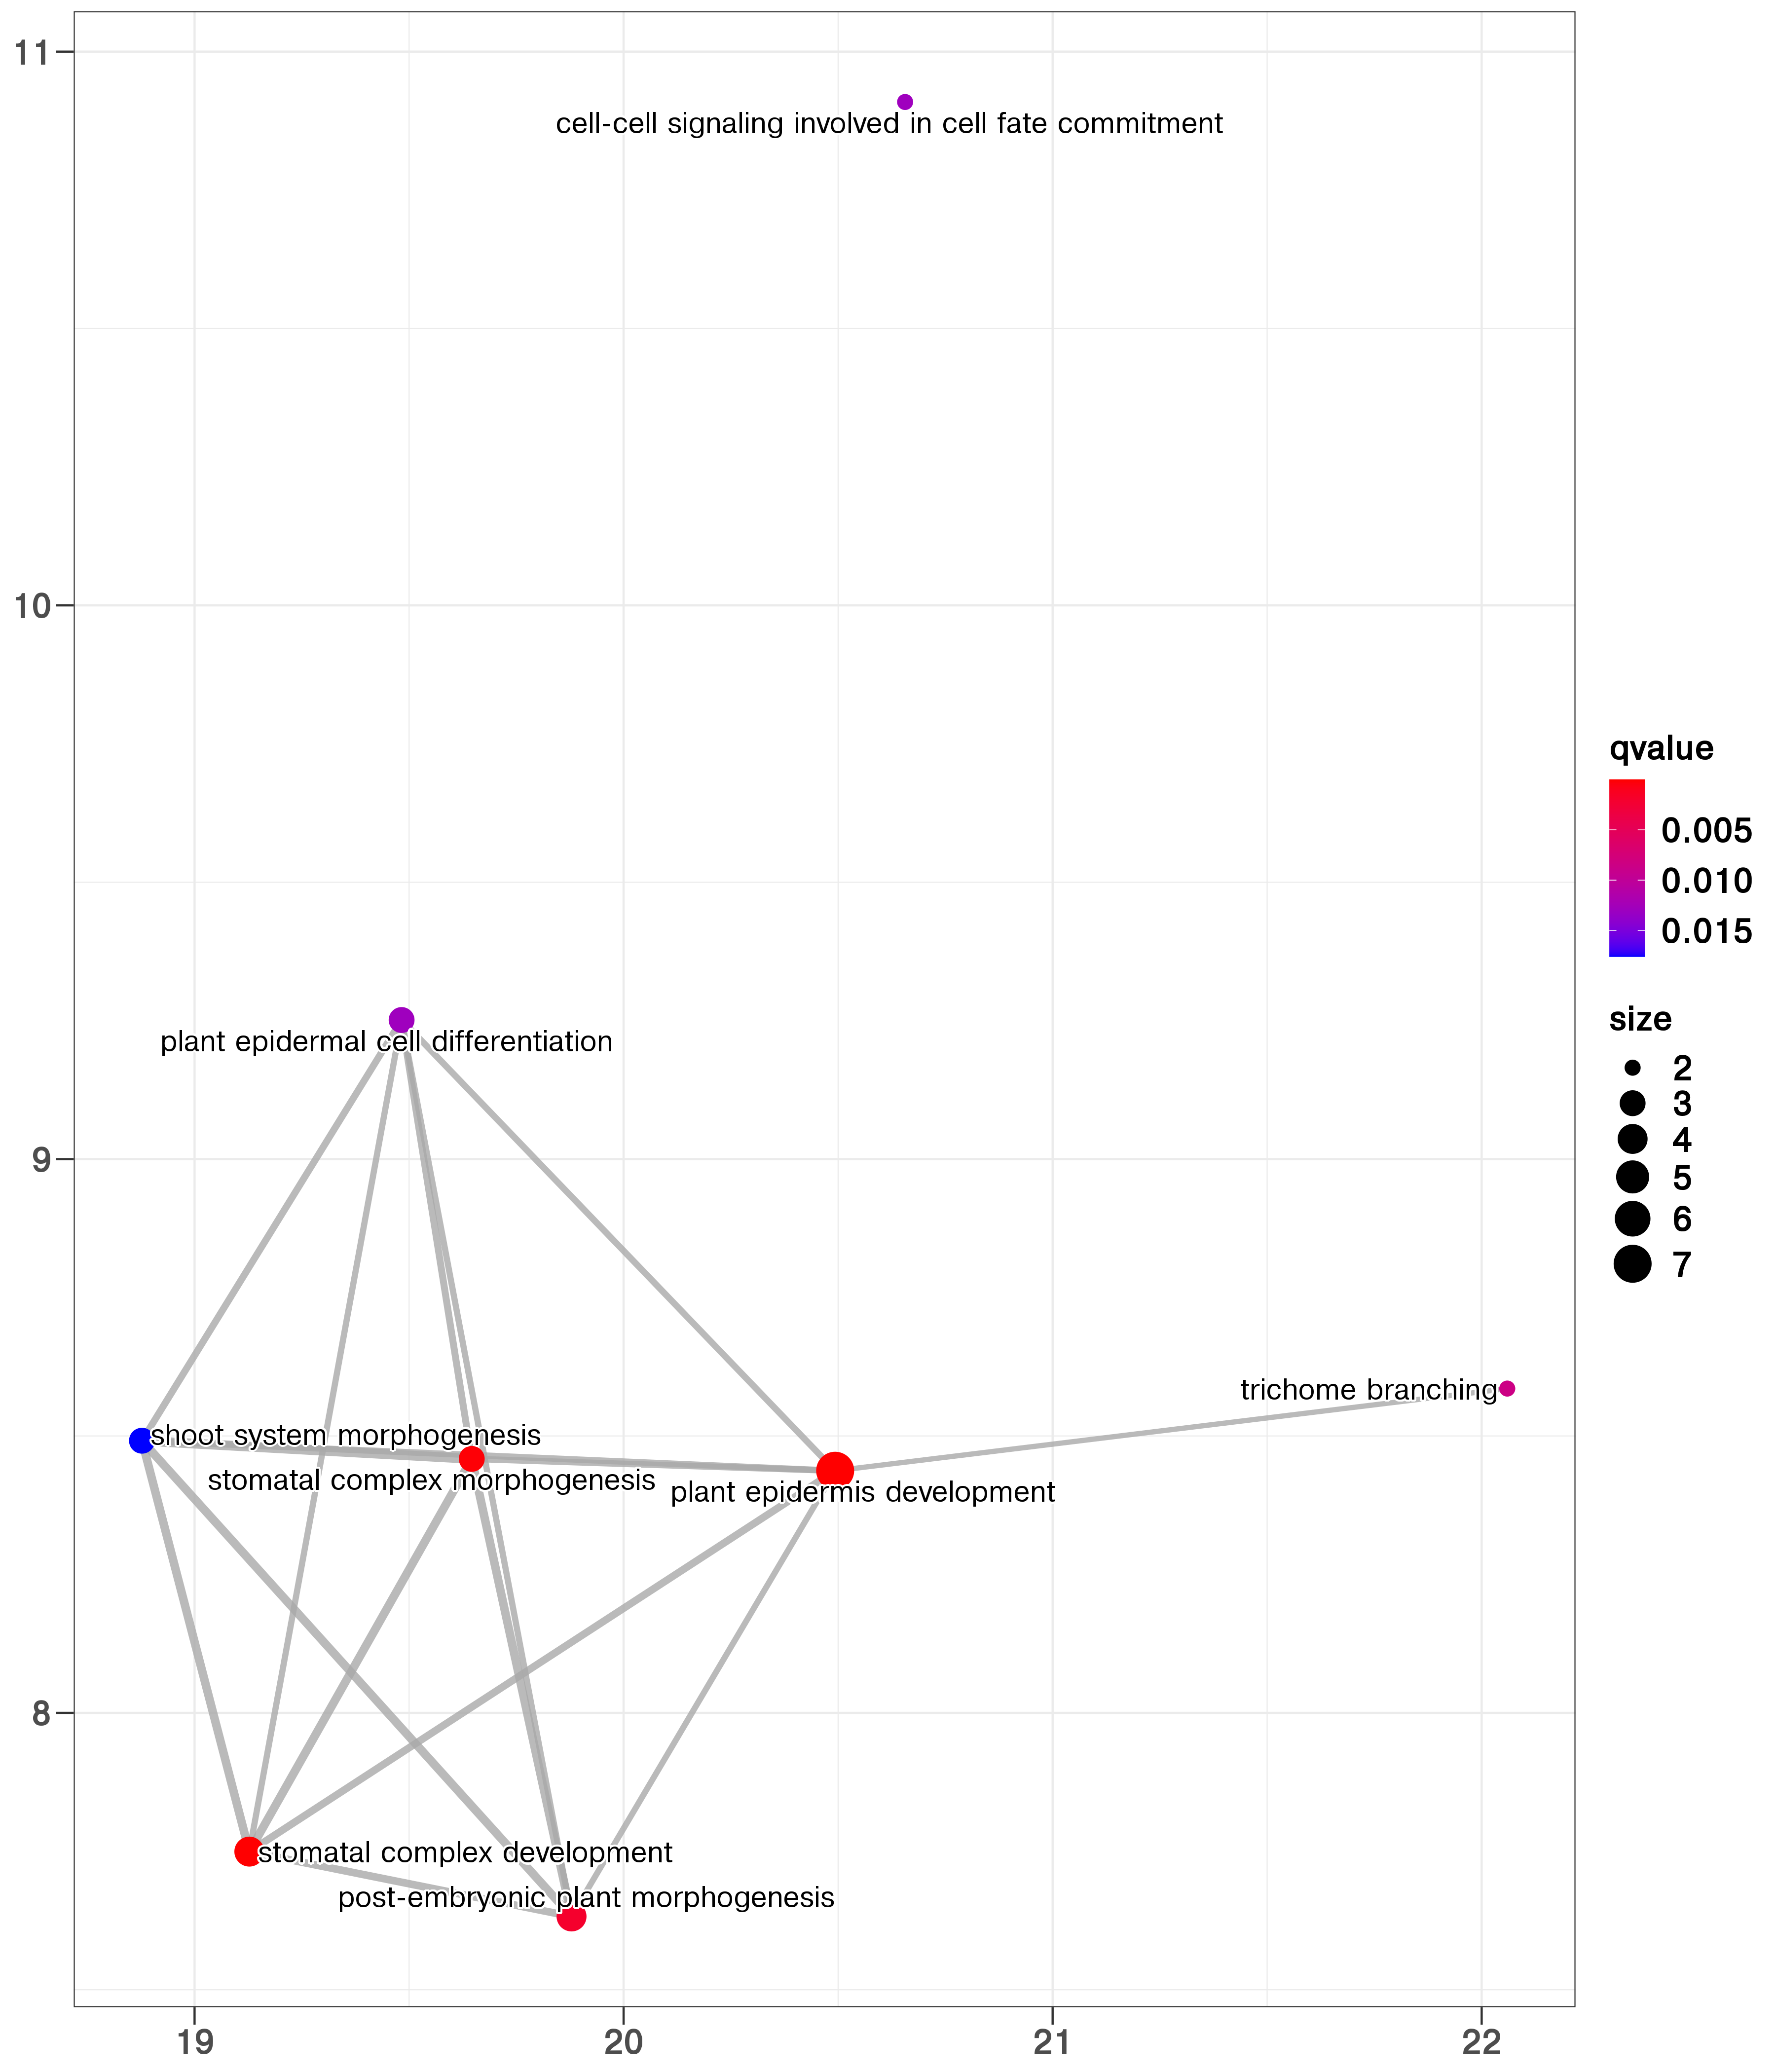 11
cell-cell signaling involved in cell fate commitment
10
qvalue
0.005
0.010
0.015
size
2
3
4
5
6
7
plant epidermal cell differentiation
9
trichome branching
shoot system morphogenesis
stomatal complex morphogenesis
plant epidermis development
8
stomatal complex development
post-embryonic plant morphogenesis
19
20
21
22